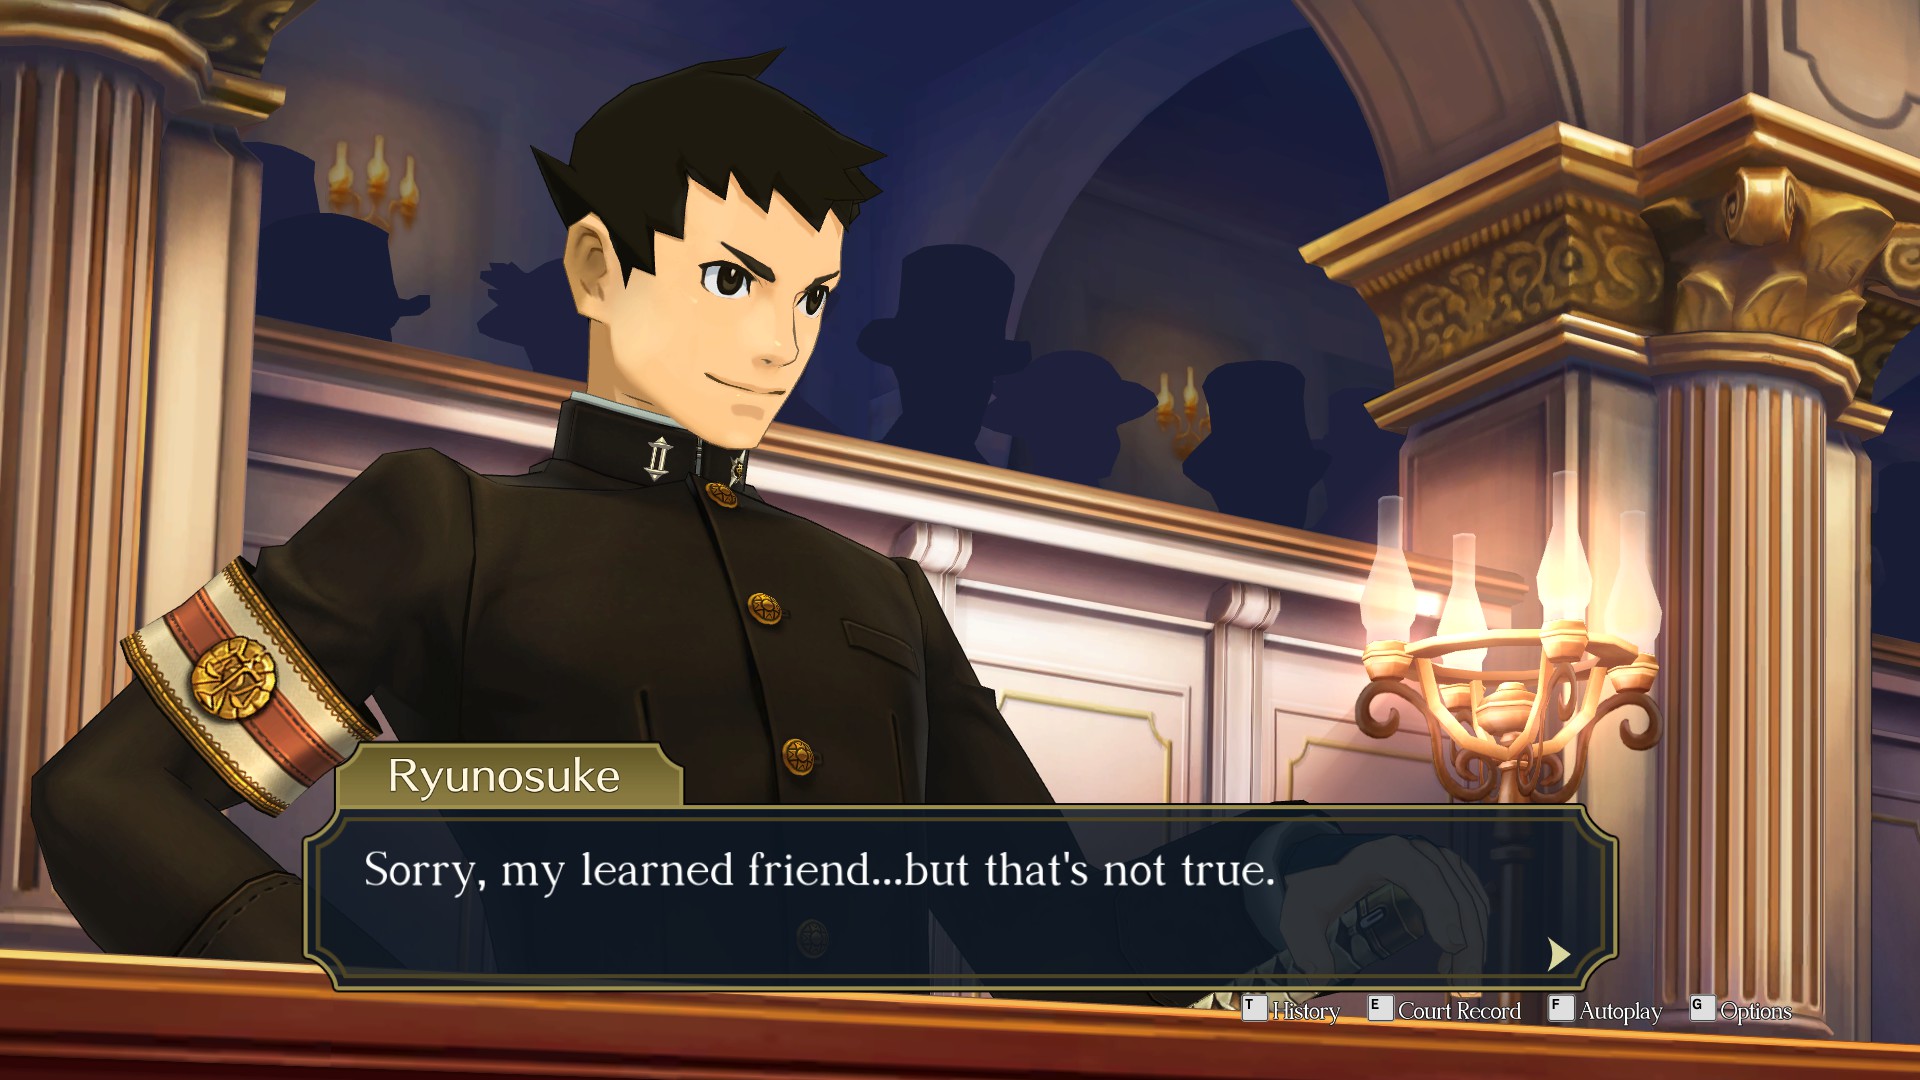 Ryunosuke
Sorry, my learned friend...but that's not true.
T History E Court Record F Autoplay G Options